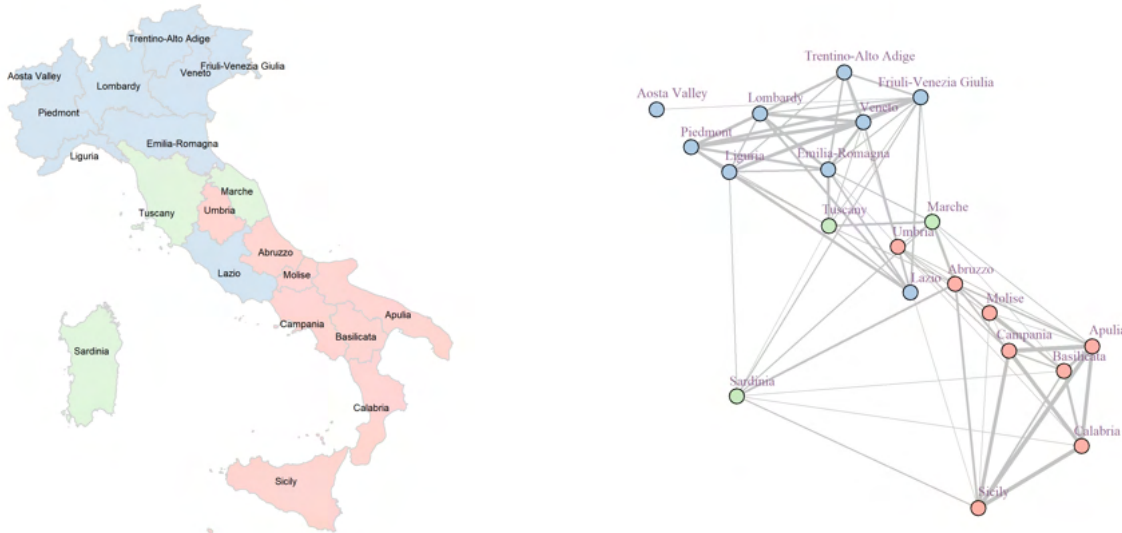 Trentino-Alto Adige
Friuli-Venezia Giulia
Veneto
Aosta Valley
Lombardy
Piedmont
Emilia-Romagna
Liguria
Marche
Tuscany
Umbria
Abruzzo
Lazio
Molise
Campania
Apulia
Basilicata
Sardinia
Calabria
Sicily
Trentino-Alto Adige
Friuli-Venezia Giulia
Aosta Valley
Lombardy
Veneto
Piedmont
Liguria
Emilia-Romagna
Tuscany
Marche
Umbria
Lazio
Abruzzo
Molise
Campania
Apulia
Basilicata
Sardinia
Calabria
Sicily